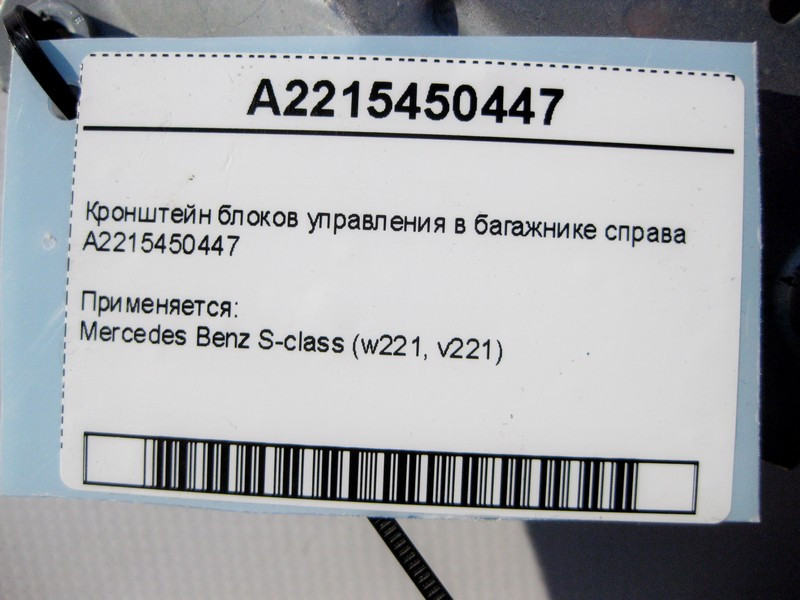 A2215450447
Кронштейн блоков управления в багажнике справа
A2215450447
Применяется:
Mercedes Benz S-class (w221, v221)